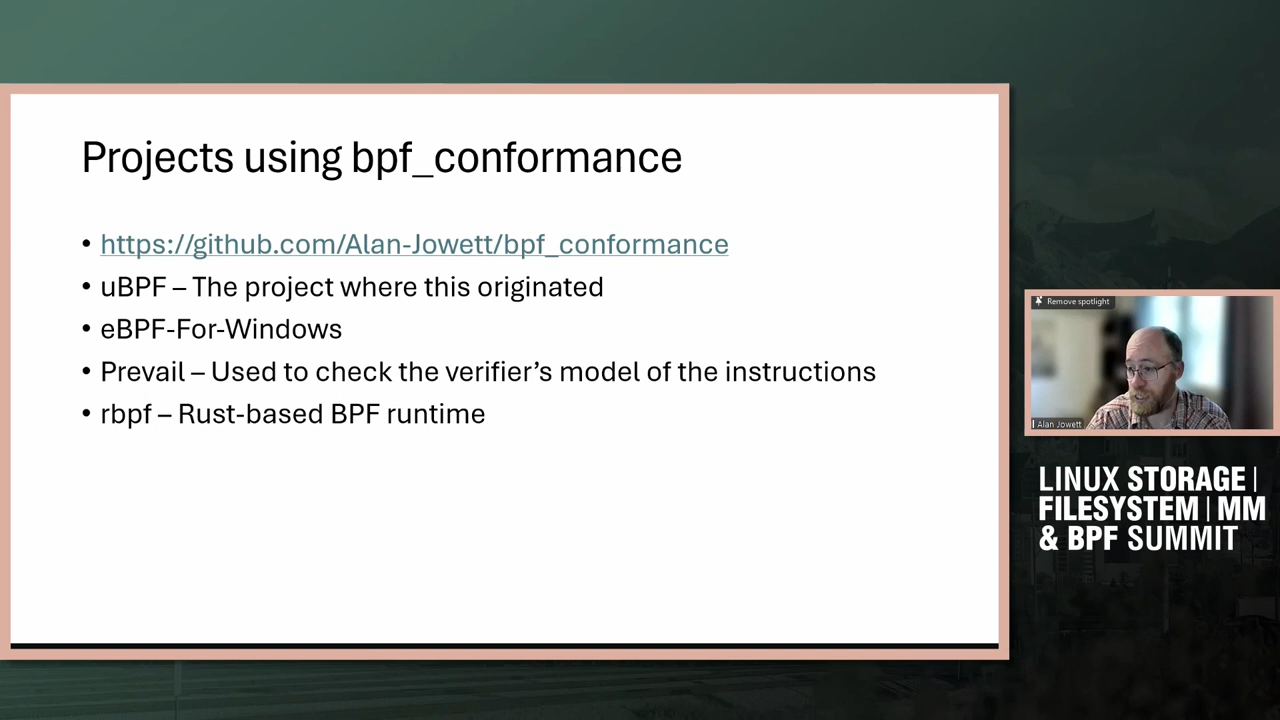 Projects using bpf_conformance
• https://github.com/Alan-Jowett/bpf_conformance
• uBPF – The project where this originated
• eBPF-For-Windows
• Prevail – Used to check the verifier’s model of the instructions
• rbpf – Rust-based BPF runtime
Remove spotlight
Alan Jowett
LINUX STORAGE |
FILESYSTEM | MM
& BPF SUMMIT